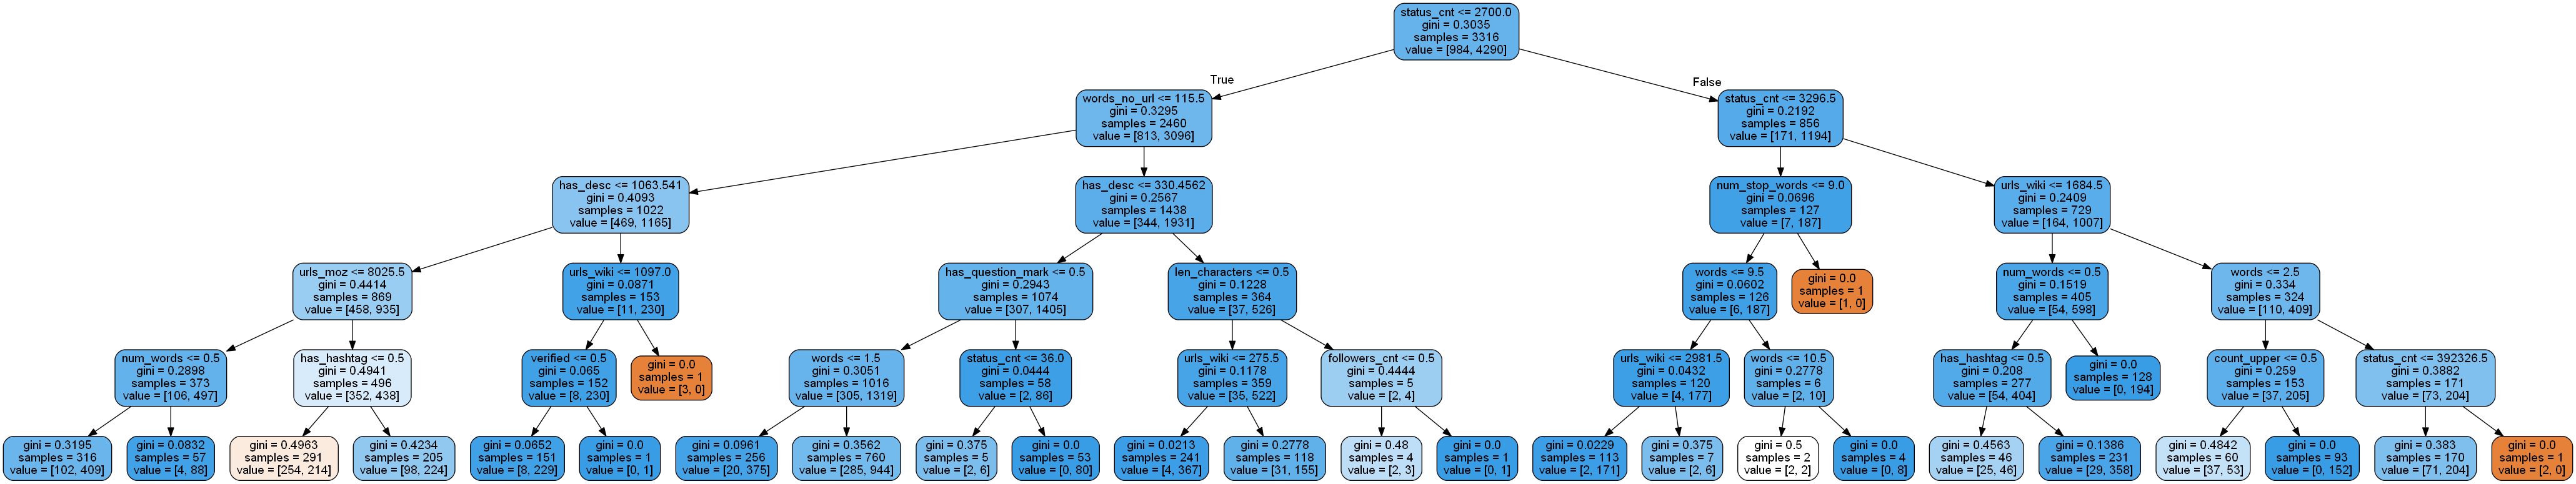 status_cnt <= 2700.0
gini = 0.3035
samples = 3316
value = [984, 4290]
True
False
words_no_url <= 115.5
gini = 0.3295
samples = 2460
value = [813, 3096]
status_cnt <= 3296.5
gini = 0.2192
samples = 856
value = [171, 1194]
has_desc <= 1063.541
gini = 0.4093
samples = 1022
value = [469, 1165]
has_desc <= 330.4562
gini = 0.2567
samples = 1438
value = [344, 1931]
num_stop_words <= 9.0
gini = 0.0696
samples = 127
value = [7, 187]
urls_wiki <= 1684.5
gini = 0.2409
samples = 729
value = [164, 1007]
urls_moz <= 8025.5
gini = 0.4414
samples = 869
value = [458, 935]
urls_wiki <= 1097.0
gini = 0.0871
samples = 153
value = [11, 230]
has_question_mark <= 0.5
gini = 0.2943
samples = 1074
value = [307, 1405]
len_characters <= 0.5
gini = 0.1228
samples = 364
value = [37, 526]
words <= 9.5
gini = 0.0602
samples = 126
value = [6, 187]
gini = 0.0
samples = 1
value = [1, 0]
num_words <= 0.5
gini = 0.1519
samples = 405
value = [54, 598]
words <= 2.5
gini = 0.334
samples = 324
value = [110, 409]
num_words <= 0.5
gini = 0.2898
samples = 373
value = [106, 497]
has_hashtag <= 0.5
gini = 0.4941
samples = 496
value = [352, 438]
verified <= 0.5
gini = 0.065
samples = 152
value = [8, 230]
gini = 0.0
samples = 1
value = [3, 0]
words <= 1.5
gini = 0.3051
samples = 1016
value = [305, 1319]
status_cnt <= 36.0
gini = 0.0444
samples = 58
value = [2, 86]
urls_wiki <= 275.5
gini = 0.1178
samples = 359
value = [35, 522]
followers_cnt <= 0.5
gini = 0.4444
samples = 5
value = [2, 4]
urls_wiki <= 2981.5
gini = 0.0432
samples = 120
value = [4, 177]
words <= 10.5
gini = 0.2778
samples = 6
value = [2, 10]
has_hashtag <= 0.5
gini = 0.208
samples = 277
value = [54, 404]
gini = 0.0
samples = 128
value = [0, 194]
count_upper <= 0.5
gini = 0.259
samples = 153
value = [37, 205]
status_cnt <= 392326.5
gini = 0.3882
samples = 171
value = [73, 204]
gini = 0.3195
samples = 316
value = [102, 409]
gini = 0.0832
samples = 57
value = [4, 88]
gini = 0.4963
samples = 291
value = [254, 214]
gini = 0.4234
samples = 205
value = [98, 224]
gini = 0.0652
samples = 151
value = [8, 229]
gini = 0.0
samples = 1
value = [0, 1]
gini = 0.0961
samples = 256
value = [20, 375]
gini = 0.3562
samples = 760
value = [285, 944]
gini = 0.375
samples = 5
value = [2, 6]
gini = 0.0
samples = 53
value = [0, 80]
gini = 0.0213
samples = 241
value = [4, 367]
gini = 0.2778
samples = 118
value = [31, 155]
gini = 0.48
samples = 4
value = [2, 3]
gini = 0.0
samples = 1
value = [0, 1]
gini = 0.0229
samples = 113
value = [2, 171]
gini = 0.375
samples = 7
value = [2, 6]
gini = 0.5
samples = 2
value = [2, 2]
gini = 0.0
samples = 4
value = [0, 8]
gini = 0.4563
samples = 46
value = [25, 46]
gini = 0.1386
samples = 231
value = [29, 358]
gini = 0.4842
samples = 60
value = [37, 53]
gini = 0.0
samples = 93
value = [0, 152]
gini = 0.383
samples = 170
value = [71, 204]
gini = 0.0
samples = 1
value = [2, 0]